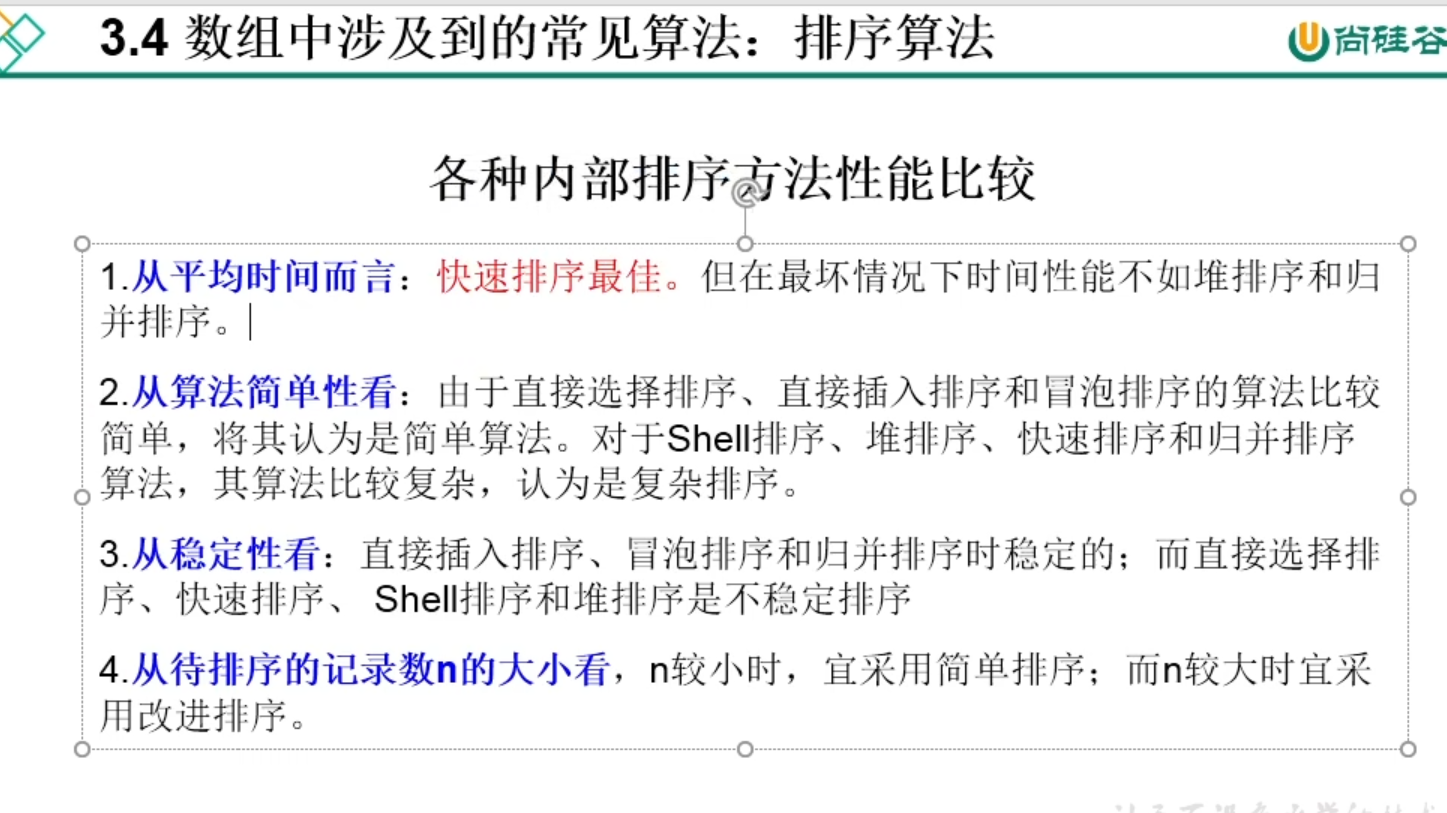 3.4 数组中涉及到的常见算法：排序算法
尚硅谷
各种内部排序方法性能比较
1.从平均时间而言：快速排序最佳。但在最坏情况下时间性能不如堆排序和归
并排序。
2.从算法简单性看：由于直接选择排序、直接插入排序和冒泡排序的算法比较
简单，将其认为是简单算法。对于Shell排序、堆排序、快速排序和归并排序
算法，其算法比较复杂，认为是复杂排序。
3.从稳定性看：直接插入排序、冒泡排序和归并排序时稳定的；而直接选择排
序、快速排序、 Shell排序和堆排序是不稳定排序
4.从待排序的记录数n的大小看，n较小时，宜采用简单排序；而n较大时宜采
用改进排序。